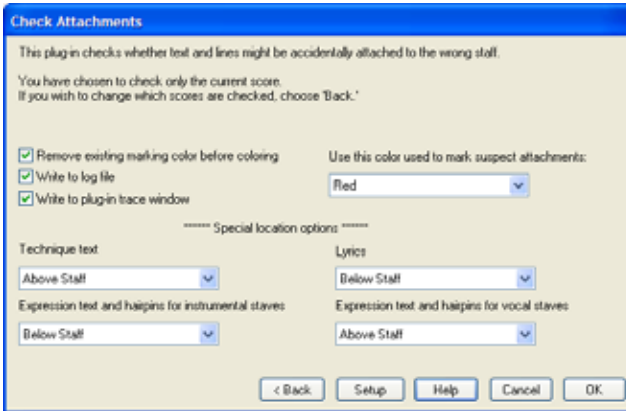 Check Attachments
This plug-in checks whether text and lines might be accidentally attached to the wrong staff.
You have chosen to check only the current score.
If you wish to change which scores are checked, choose 'Back.'
Remove existing marking color before coloring
Use this color used to mark suspect attachments:
Write to log file
Red
Write to plug-in trace window
****** Special location options ******
Technique text
Lyrics
Above Staff
Below Staff
Expression text and hairpins for instrumental staves
Expression text and hairpins for vocal staves
Below Staff
Above Staff
< Back
Setup
Help
Cancel
OK